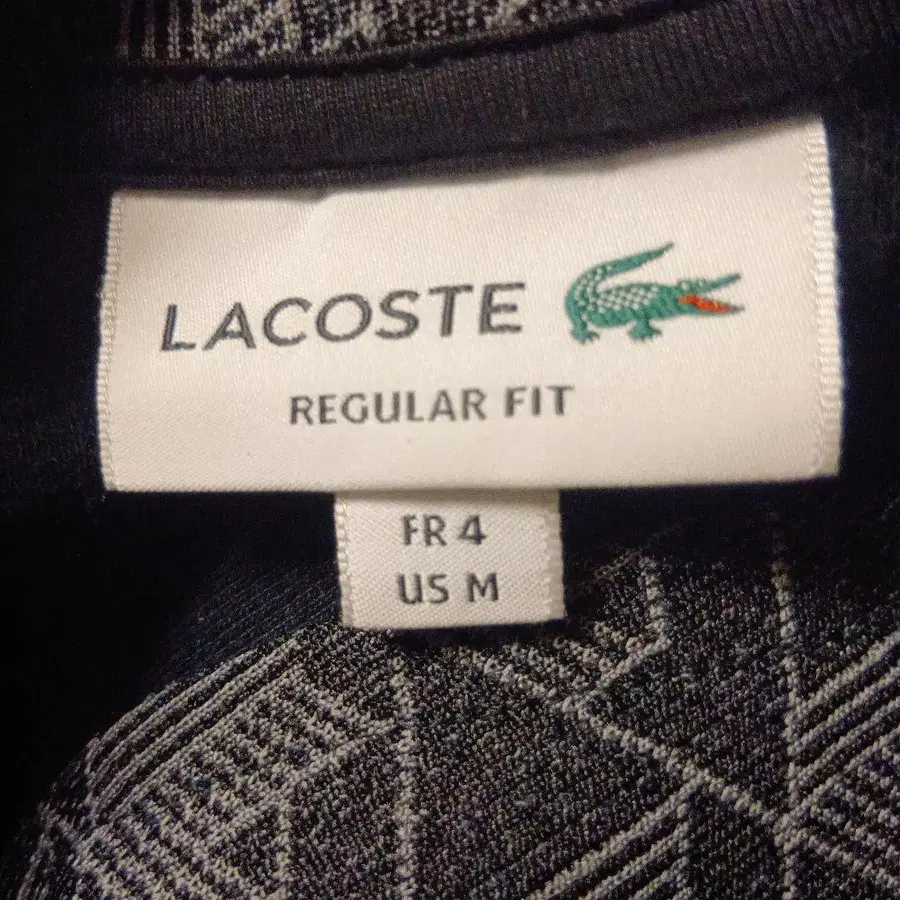 LACOSTE
REGULAR FIT
FR 4
US M